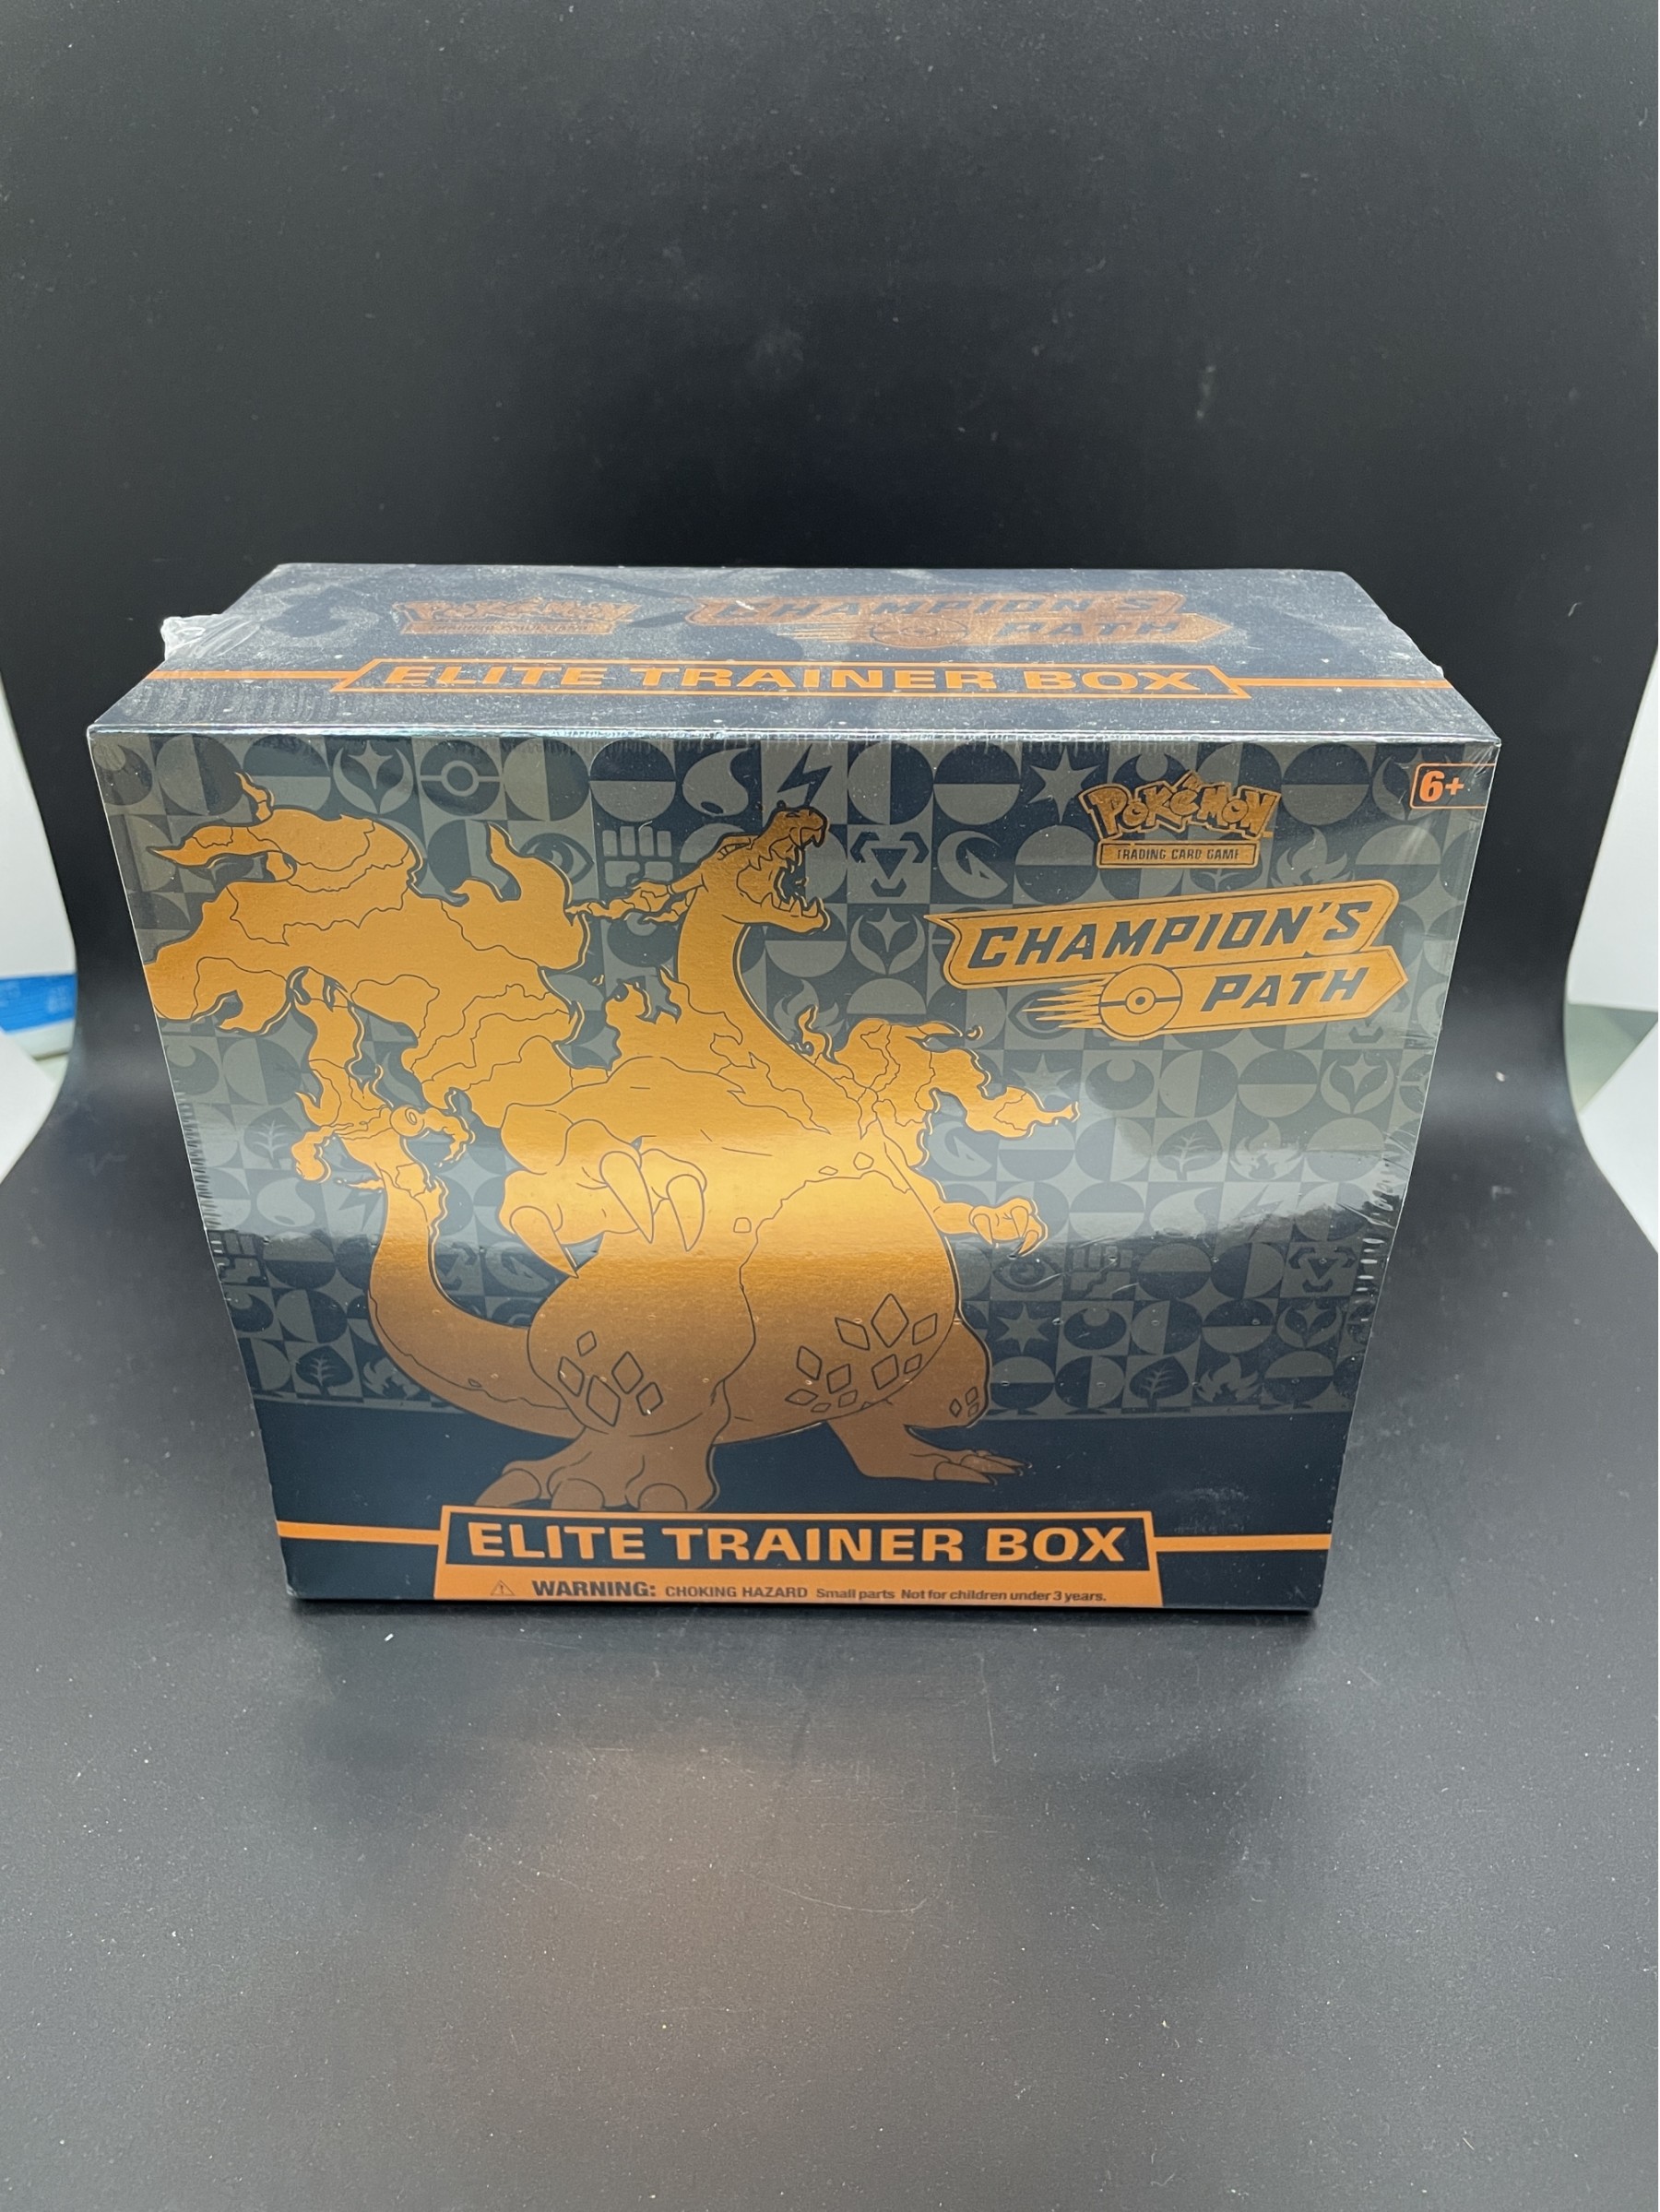 POKÉMON
CHAMPION'S
PATH
ELITE TRAINER BOX
6+
POKÉMON
TRADING CARD GAME
CHAMPION'S
PATH
ELITE TRAINER BOX
WARNING: CHOKING HAZARD Small parts Not for children under 3 years.